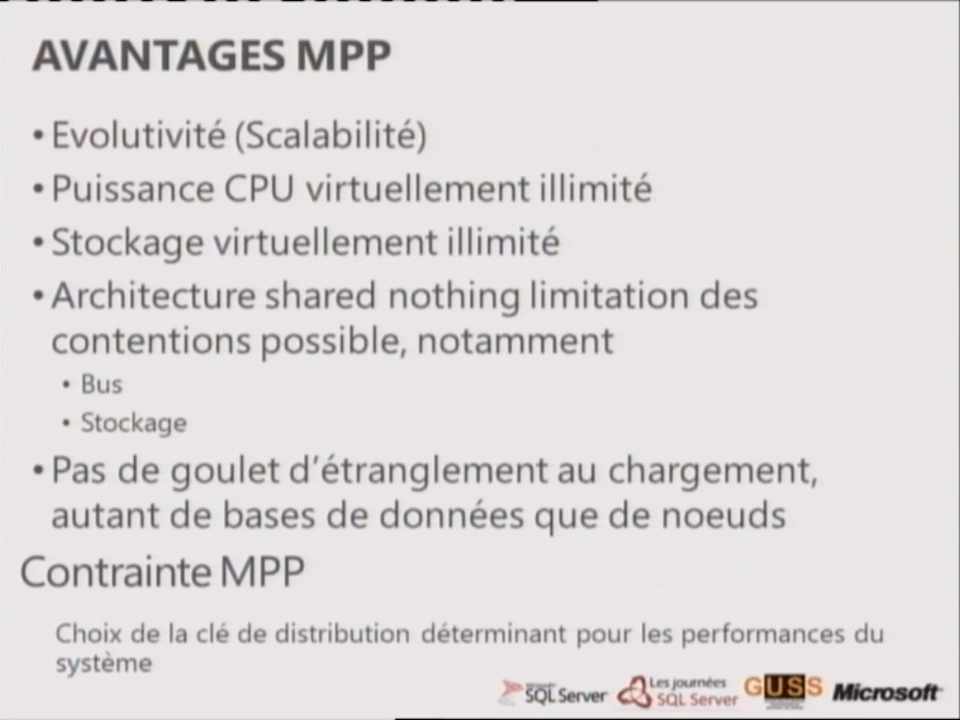 AVANTAGES MPP
• Evolutivité (Scalabilité)
• Puissance CPU virtuellement illimité
• Stockage virtuellement illimité
• Architecture shared nothing limitation des
contentions possible, notamment
• Bus
• Stockage
• Pas de goulet d'étranglement au chargement,
autant de bases de données que de noeuds
Contrainte MPP
Choix de la clé de distribution déterminant pour les performances du
système
SQL Server
Les journées
SQL Server
GUSS
Microsoft